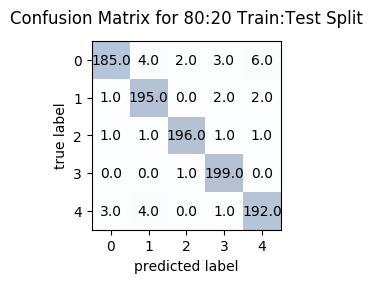 Confusion Matrix for 80:20 Train:Test Split
0 185.0 4.0 2.0 3.0 6.0
1 1.0 195.0 0.0 2.0 2.0
2 1.0 1.0 196.0 1.0 1.0
3 0.0 0.0 1.0 199.0 0.0
4 3.0 4.0 0.0 1.0 192.0
true label
0 1 2 3 4
predicted label